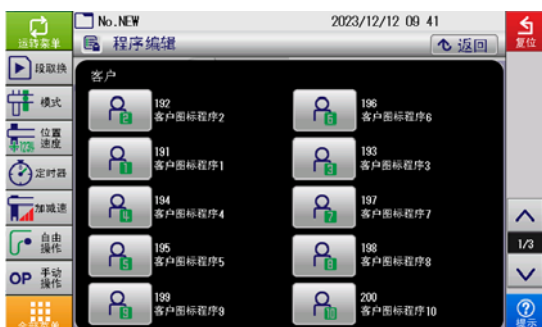 No.NEW 2023/12/12 09 41
运转菜单
程序编辑
返回
复位
段取换
模式
位置
速度
定时器
加减速
自由
操作
OP 手动
操作
全部菜单
客户
192
客户图标程序2
196
客户图标程序6
191
客户图标程序1
193
客户图标程序3
194
客户图标程序4
197
客户图标程序7
195
客户图标程序5
198
客户图标程序8
199
客户图标程序9
200
客户图标程序10
1/3
提示